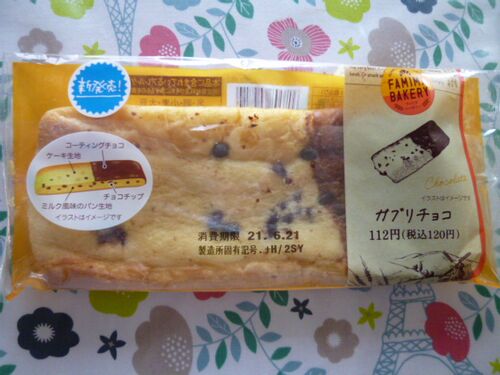 新発売!
コーティングチョコ
ケーキ生地
チョコチップ
ミルク風味のパン生地
イラストはイメージです
消費期限 21.6.21
製造所固有記号.+H/2SY
FAMIMA
BAKERY
Chocolate
イラストはイメージです
ガブリチョコ
112円(税込120円)